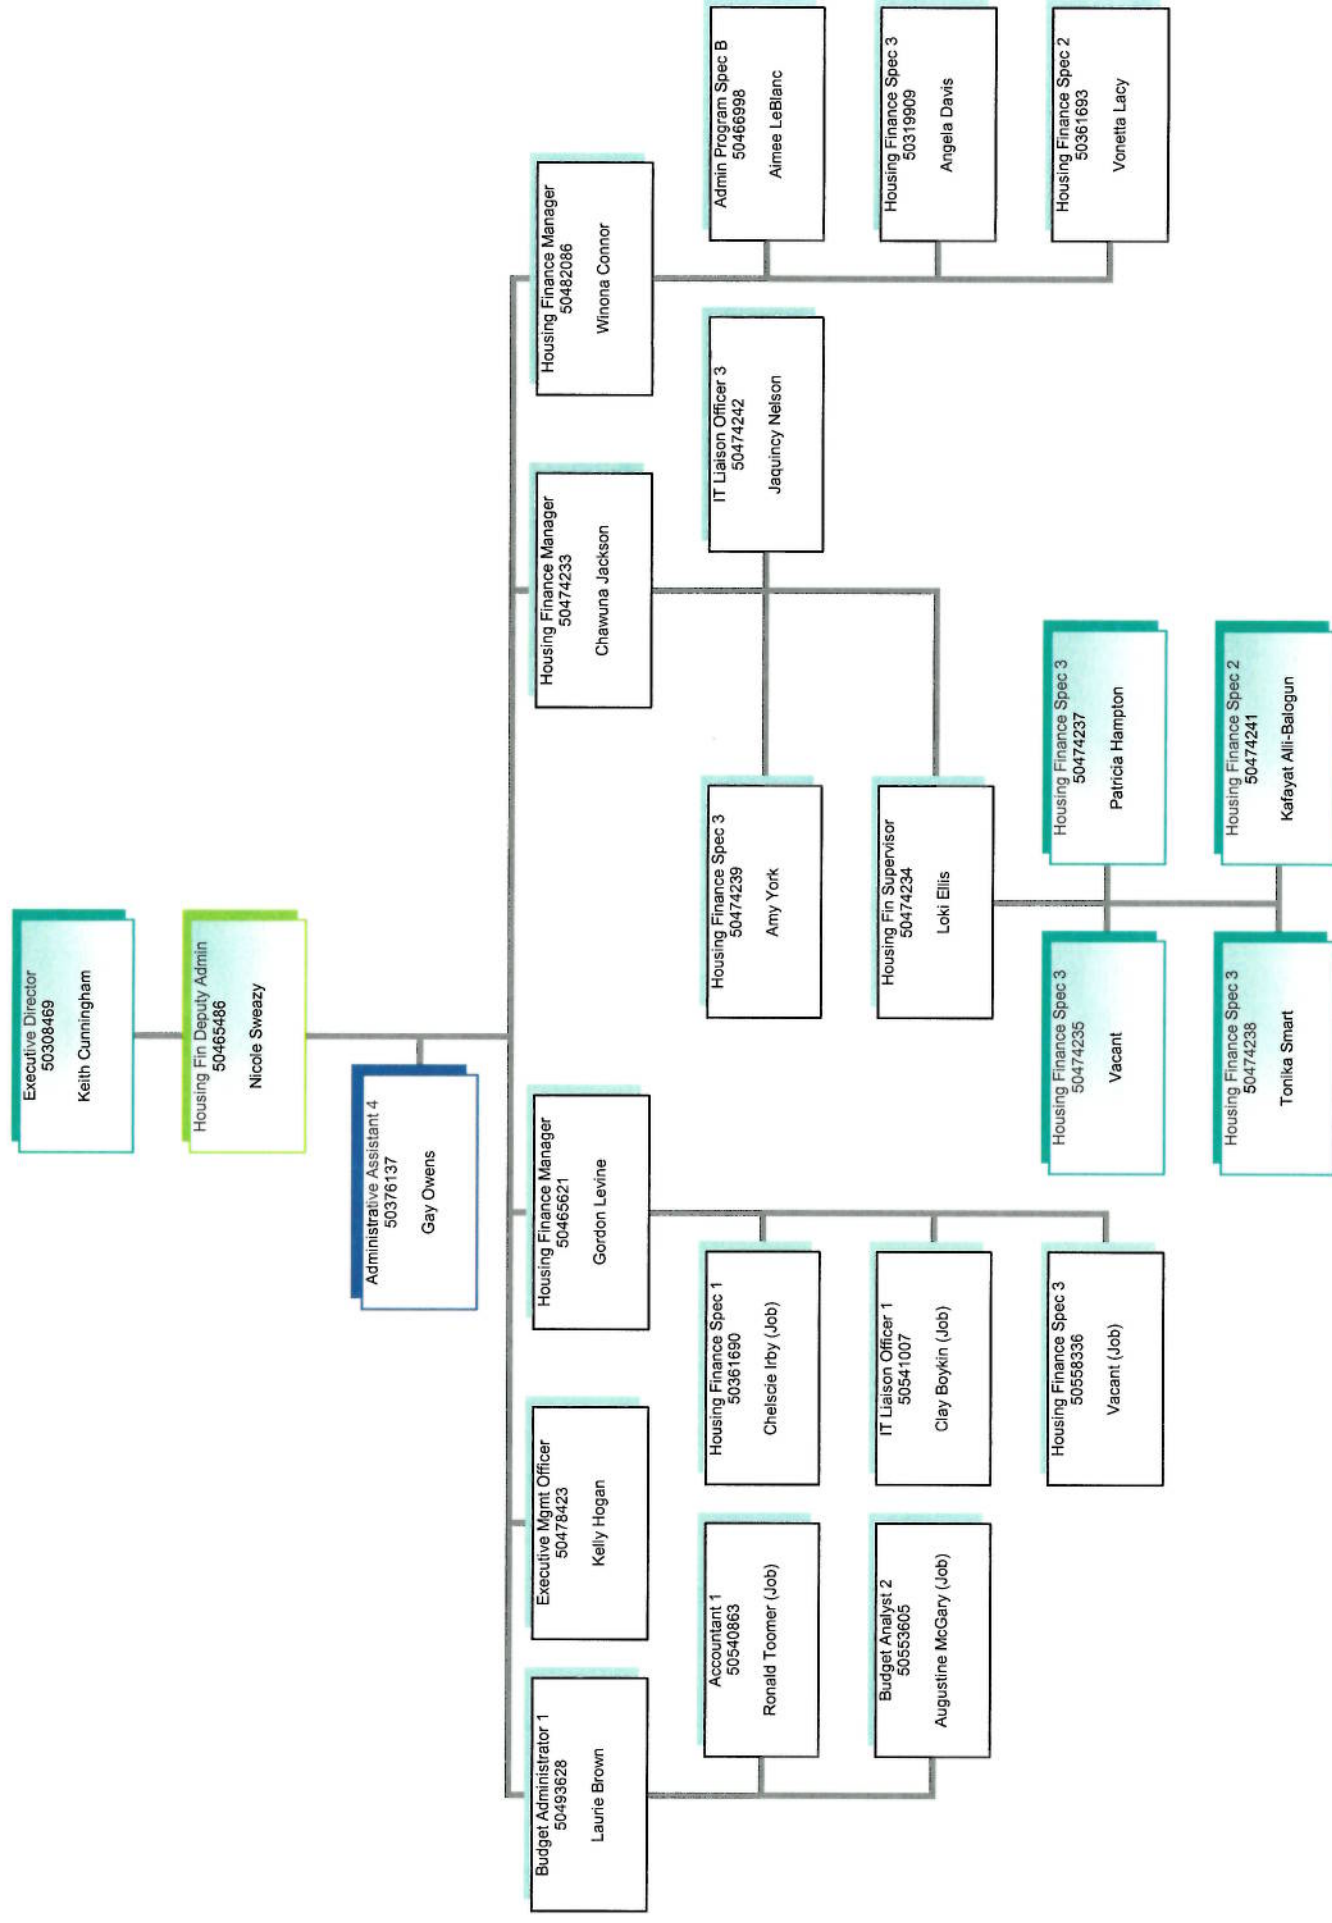 Executive Director
50308469
Keith Cunningham
Housing Fin Deputy Admin
50465486
Nicole Sweazy
Administrative Assistant 4
50376137
Gay Owens
Budget Administrator 1
50493628
Laurie Brown
Executive Mgmt Officer
50478423
Kelly Hogan
Housing Finance Manager
50465621
Gordon Levine
Housing Finance Manager
50474233
Chawuna Jackson
Housing Finance Manager
50482086
Winona Connor
Accountant 1
50540863
Ronald Toomer (Job)
Housing Finance Spec 1
50361690
Chelscie Irby (Job)
Housing Finance Spec 3
50474239
Amy York
IT Liaison Officer 3
50474242
Jaquincy Nelson
Admin Program Spec B
50466998
Aimee LeBlanc
Budget Analyst 2
50553605
Augustine McGary (Job)
IT Liaison Officer 1
50541007
Clay Boykin (Job)
Housing Fin Supervisor
50474234
Loki Ellis
Housing Finance Spec 3
50319909
Angela Davis
Housing Finance Spec 3
50558336
Vacant (Job)
Housing Finance Spec 3
50474235
Vacant
Housing Finance Spec 3
50474237
Patricia Hampton
Housing Finance Spec 2
50361693
Vonetta Lacy
Housing Finance Spec 3
50474238
Tonika Smart
Housing Finance Spec 2
50474241
Kafayat Alli-Balogun